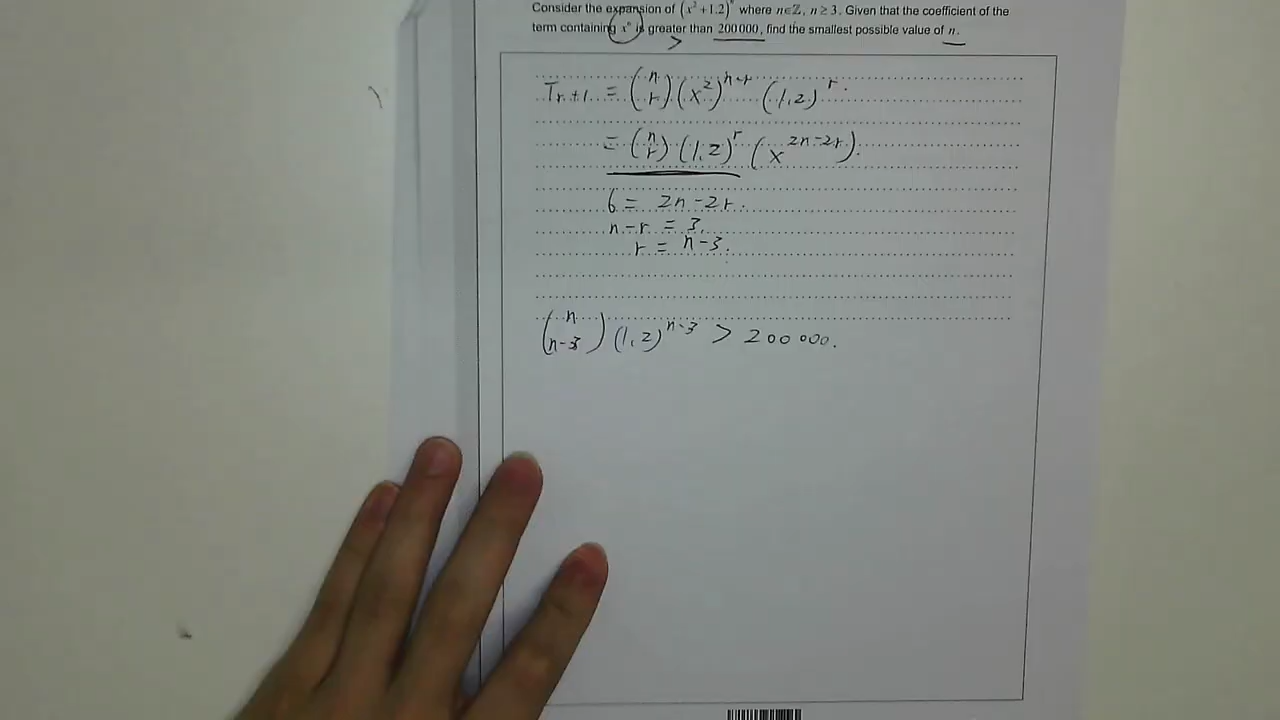 Consider the expansion of (x² + 1.2)ⁿ where n ∈ ℤ, n ≥ 3. Given that the coefficient of the
term containing is greater than 200 000, find the smallest possible value of n.
>
T r+1 = (n r) (x²)ⁿ⁻ʳ (1.2)ʳ.
= (n r) (1.2)ʳ (x²ⁿ⁻²ʳ).
6 = 2n - 2r.
n - r = 3.
r = n - 3.
(n n-3) (1.2)ⁿ⁻³ > 200 000.